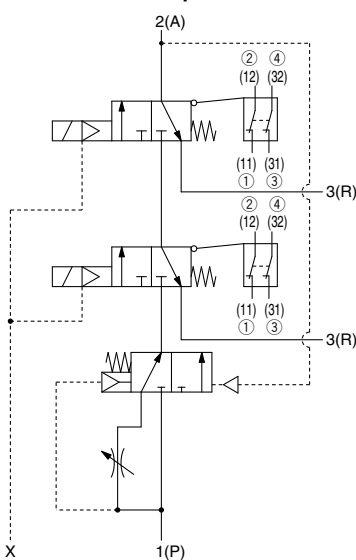 2(A)
② ④
(12) (32)
(11) (31)
① ③
3(R)
② ④
(12) (32)
(11) (31)
① ③
3(R)
X
1(P)